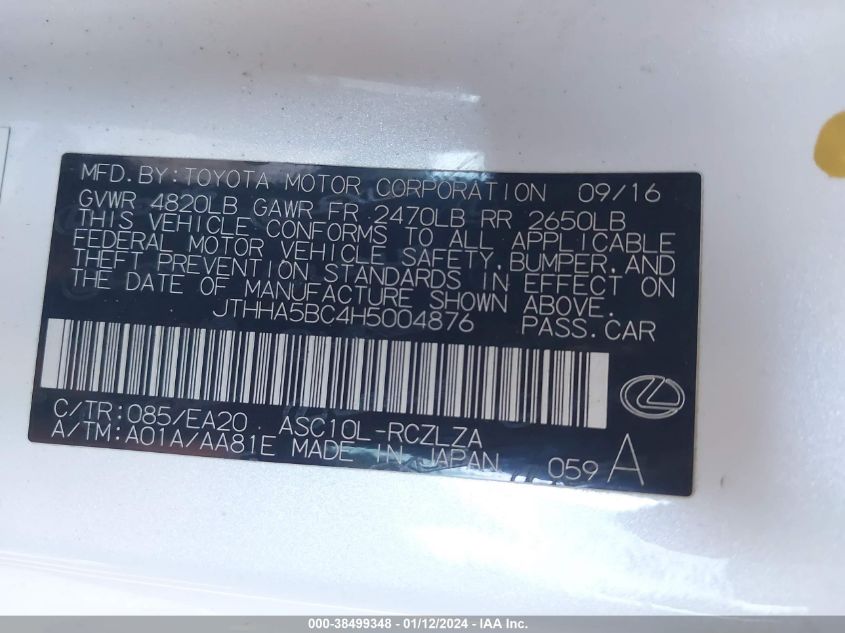 MFD. BY: TOYOTA MOTOR CORPORATION 09/16
GVWR 4820LB GAWR FR 2470LB RR 2650LB
THIS VEHICLE CONFORMS TO ALL APPLICABLE
FEDERAL MOTOR VEHICLE SAFETY, BUMPER, AND
THEFT PREVENTION STANDARDS IN EFFECT ON
THE DATE OF MANUFACTURE SHOWN ABOVE.
JTHHA5BC4H5004876 PASS. CAR
C/TR: 085/EA20 ASC10L-RCZLZA
A/TM: A01A/AA81E MADE IN JAPAN 059 A
000-38499348 - 01/12/2024 - IAA Inc.